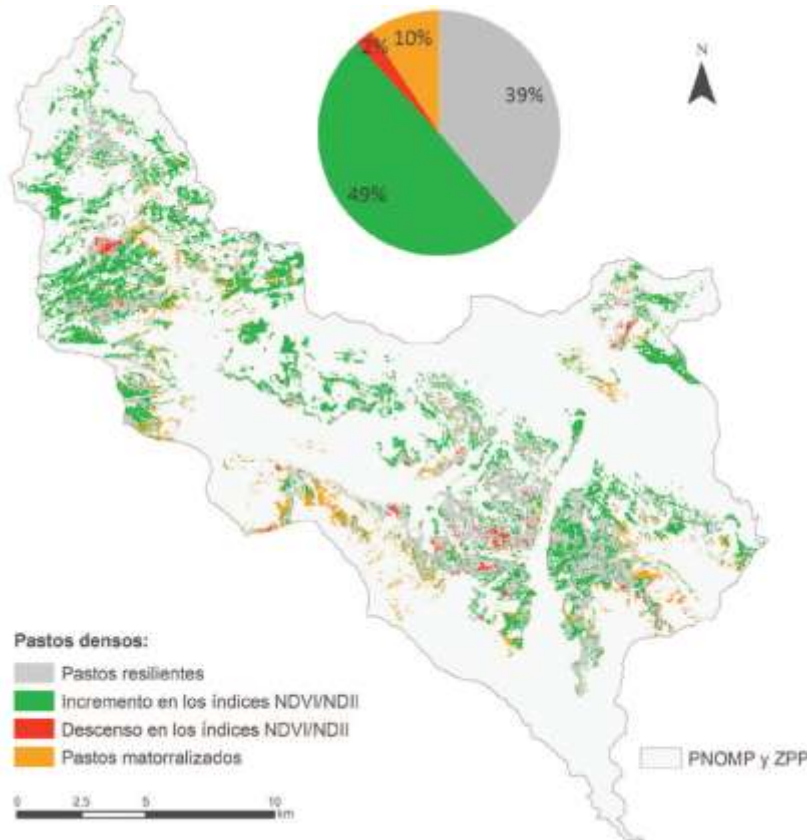 10%
2%
39%
49%
N
Pastos densos:
Pastos resilientes
Incremento en los índices NDVI/NDII
Descenso en los índices NDVI/NDII
Pastos matorralizados
PNOMP y ZPP
0 2,5 5 10
km